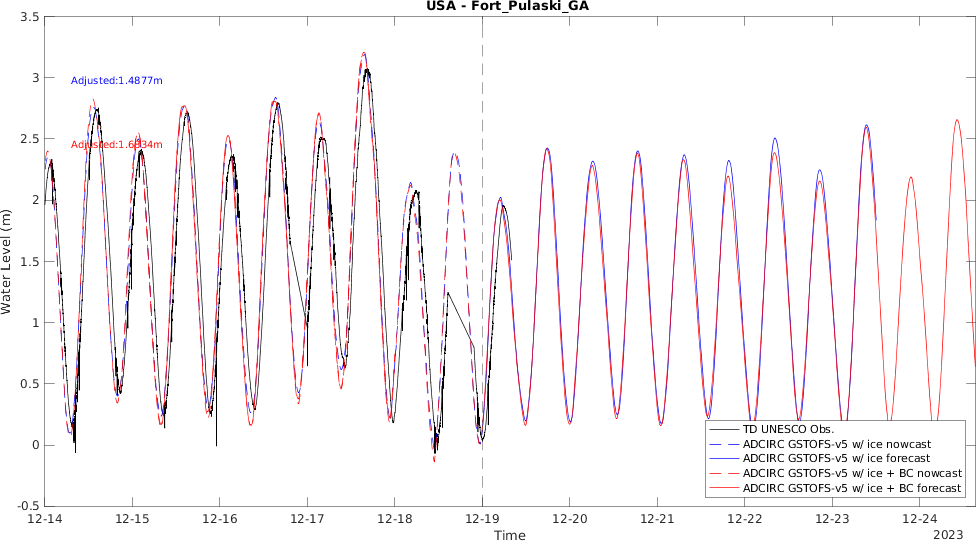 USA - Fort_Pulaski_GA
3.5
3
2.5
2
1.5
1
0.5
0
-0.5
Water Level (m)
Adjusted:1.4877m
Adjusted:1.6834m
TD UNESCO Obs.
ADCIRC GSTOFS-v5 w/ ice nowcast
ADCIRC GSTOFS-v5 w/ ice forecast
ADCIRC GSTOFS-v5 w/ ice + BC nowcast
ADCIRC GSTOFS-v5 w/ ice + BC forecast
12-14 12-15 12-16 12-17 12-18 12-19 12-20 12-21 12-22 12-23 12-24
Time
2023